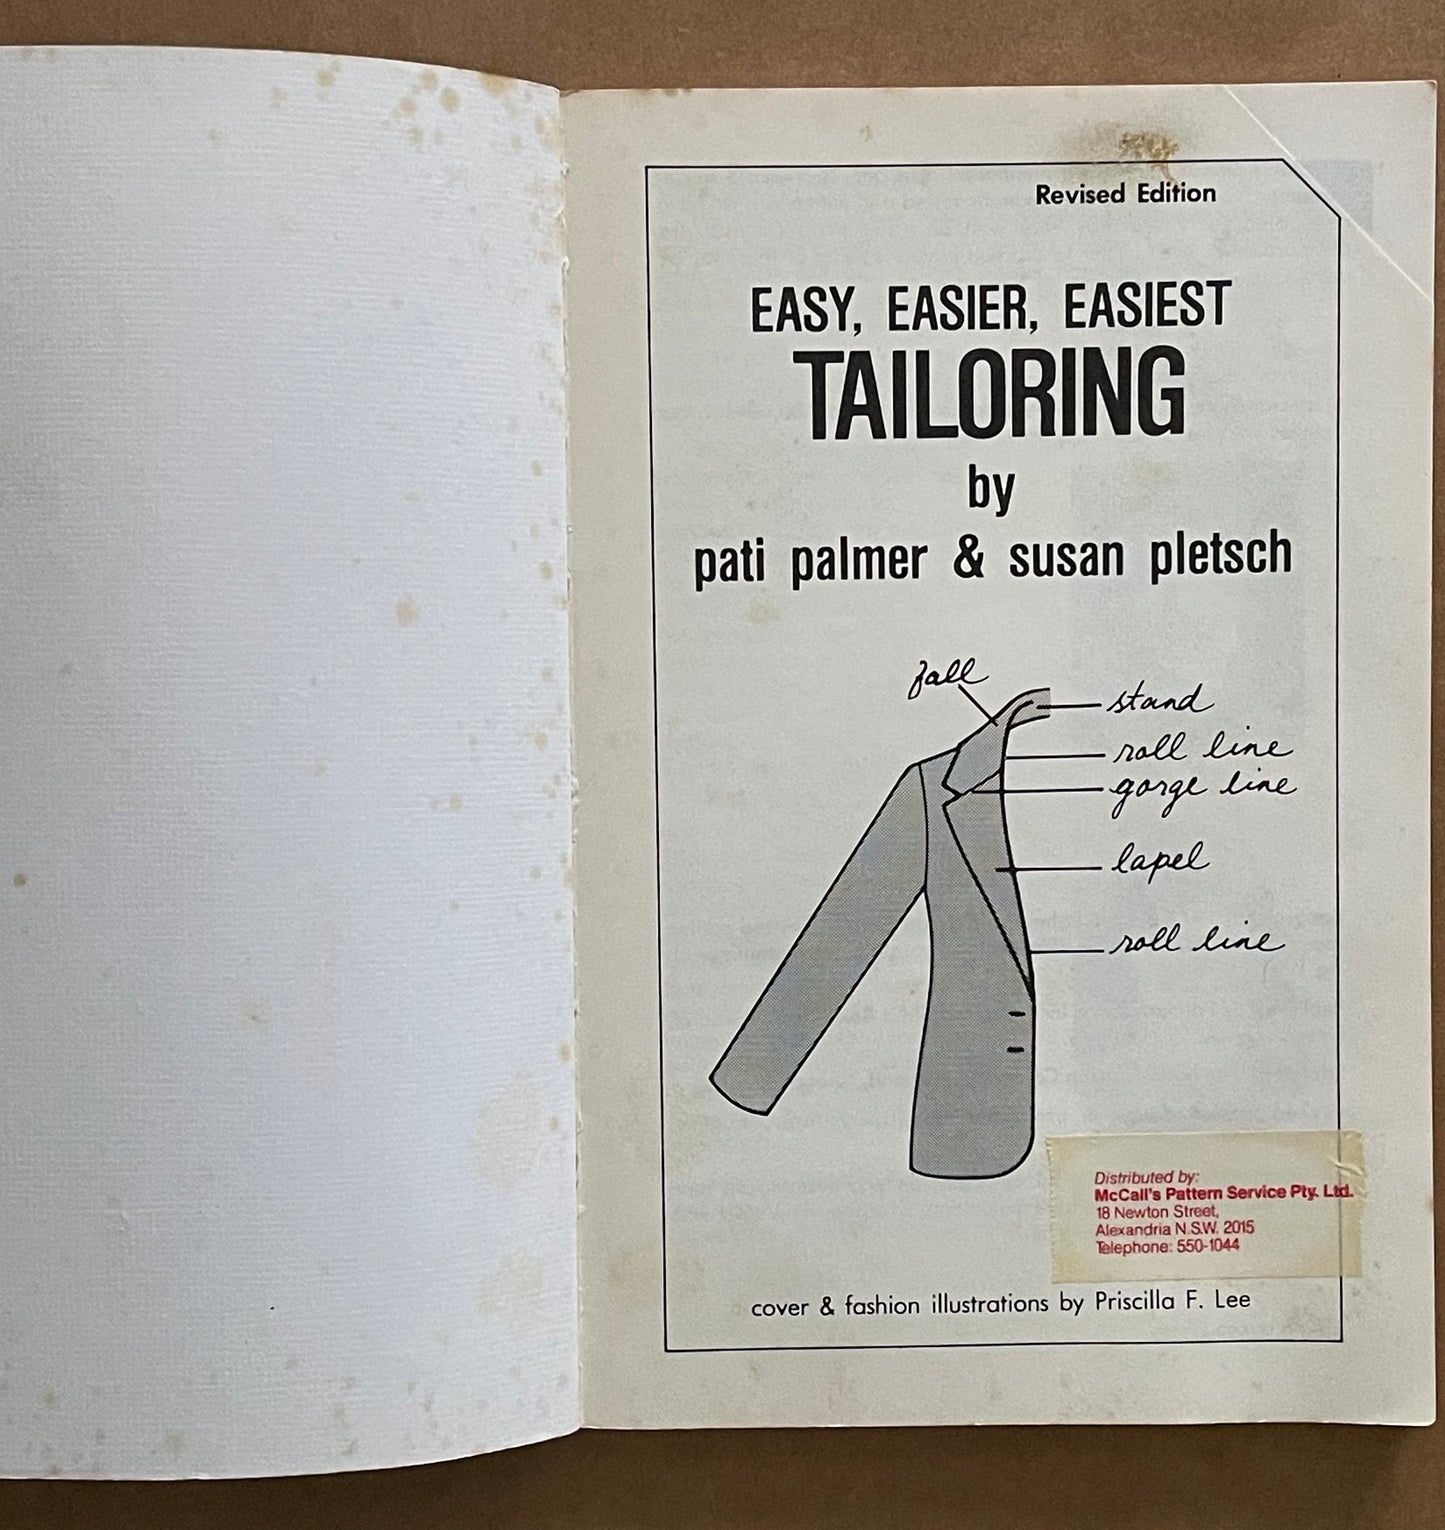 Revised Edition
EASY, EASIER, EASIEST
TAILORING
by
pati palmer & susan pletsch
fall
stand
roll line
gorge line
lapel
roll line
Distributed by:
McCall's Pattern Service Pty. Ltd.
18 Newton Street,
Alexandria N.S.W. 2015
Telephone: 550-1044
cover & fashion illustrations by Priscilla F. Lee